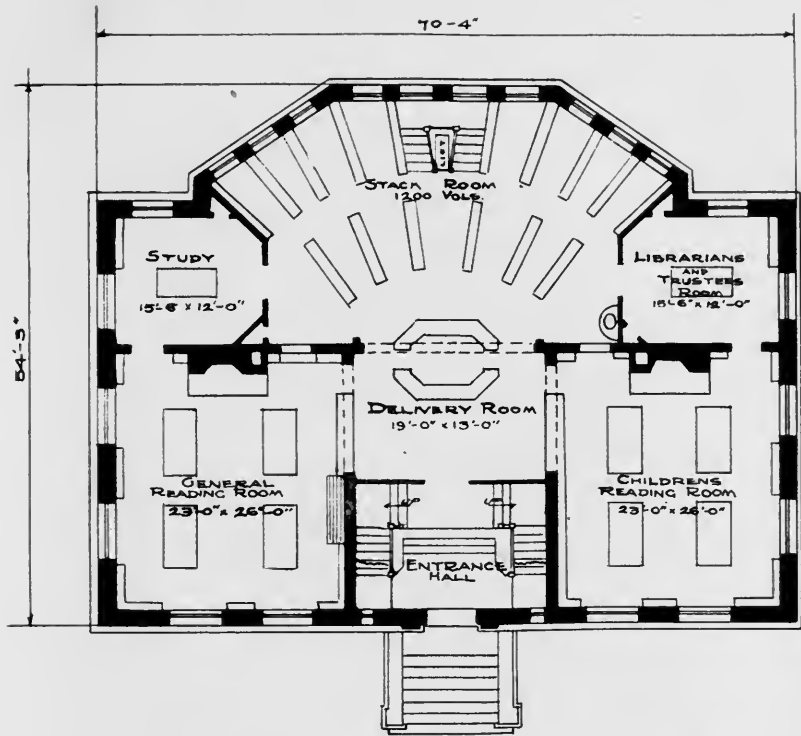 70-4"
54'-3"
STACK ROOM
1200 VOLS.
STUDY
15'-6" x 12'-0"
LIBRARIANS
AND
TRUSTEES
ROOM
15'-6" x 12'-0"
DELIVERY ROOM
19'-0" x 13'-0"
GENERAL
READING ROOM
23'-0" x 26'-0"
CHILDRENS
READING ROOM
23'-0" x 26'-0"
ENTRANCE
HALL